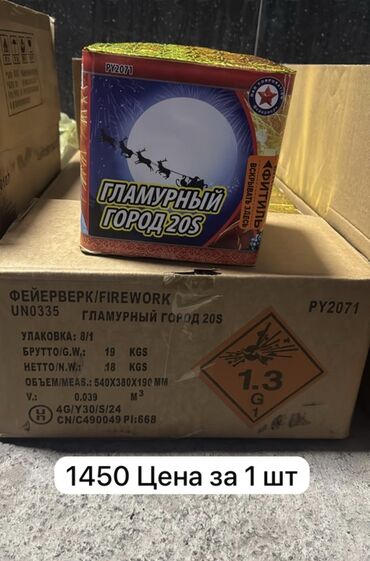 PY2071
ГЛАМУРНЫЙ
ГОРОД 20S
ФИТИЛЬ
ВСКРЫВАТЬ ЗДЕСЬ
ФЕЙЕРВЕРК/FIREWORK
UN0335
ГЛАМУРНЫЙ ГОРОД 20S
PY2071
УПАКОВКА: 8/1
БРУТТО/G.W.: 19 KGS
НЕТТО/N.W.: 18 KGS
ОБЪЕМ/MEAS.: 540X380X190 MM
V.: 0.039 M3
4G/Y30/S/24
CN/C490049 PI:668
1.3
G
1
1450 Цена за 1 шт